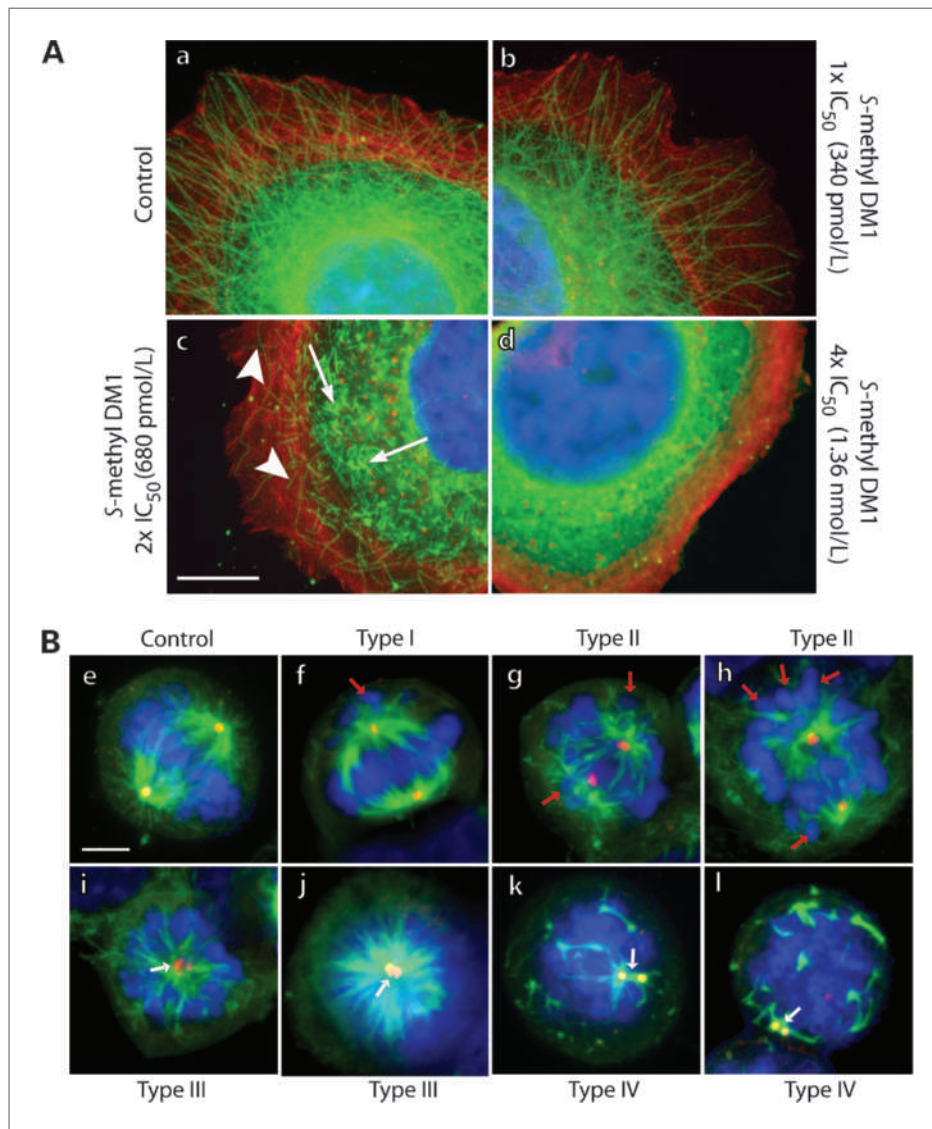 A
a
b
Control
S-methyl DM1
1x IC50 (340 pmol/L)
c
d
S-methyl DM1
2x IC50 (680 pmol/L)
S-methyl DM1
4x IC50 (1.36 nmol/L)
B
Control
Type I
Type II
Type II
e
f
g
h
i
j
k
l
Type III
Type III
Type IV
Type IV